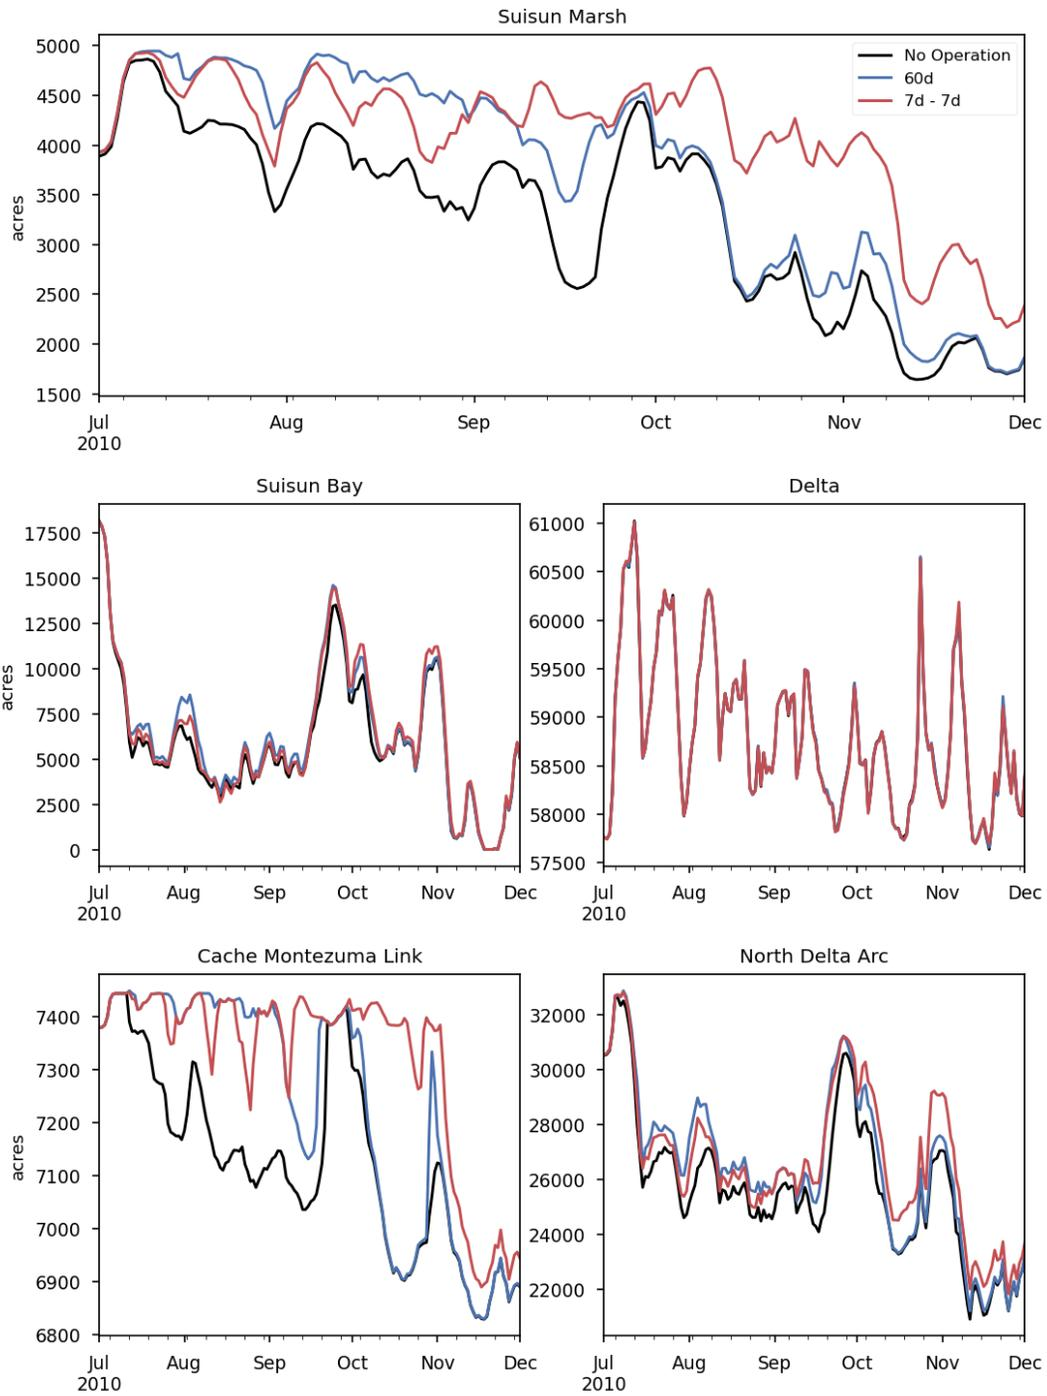 Suisun Marsh
5000
4500
4000
3500
3000
2500
2000
1500
acres
No Operation
60d
7d - 7d
Jul Aug Sep Oct Nov Dec
2010
Suisun Bay
17500
15000
12500
10000
7500
5000
2500
0
acres
Jul Aug Sep Oct Nov Dec
2010
Delta
61000
60500
60000
59500
59000
58500
58000
57500
Jul Aug Sep Oct Nov Dec
2010
Cache Montezuma Link
7400
7300
7200
7100
7000
6900
6800
acres
Jul Aug Sep Oct Nov Dec
2010
North Delta Arc
32000
30000
28000
26000
24000
22000
Jul Aug Sep Oct Nov Dec
2010